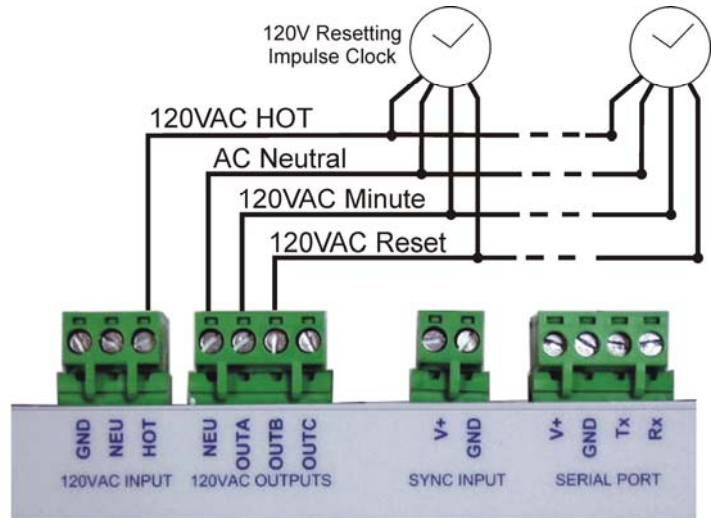 120V Resetting
Impulse Clock
120VAC HOT
AC Neutral
120VAC Minute
120VAC Reset
GND NEU HOT
NEU OUTA OUTB OUTC
V+ GND
V+ GND Tx Rx
120VAC INPUT
120VAC OUTPUTS
SYNC INPUT
SERIAL PORT